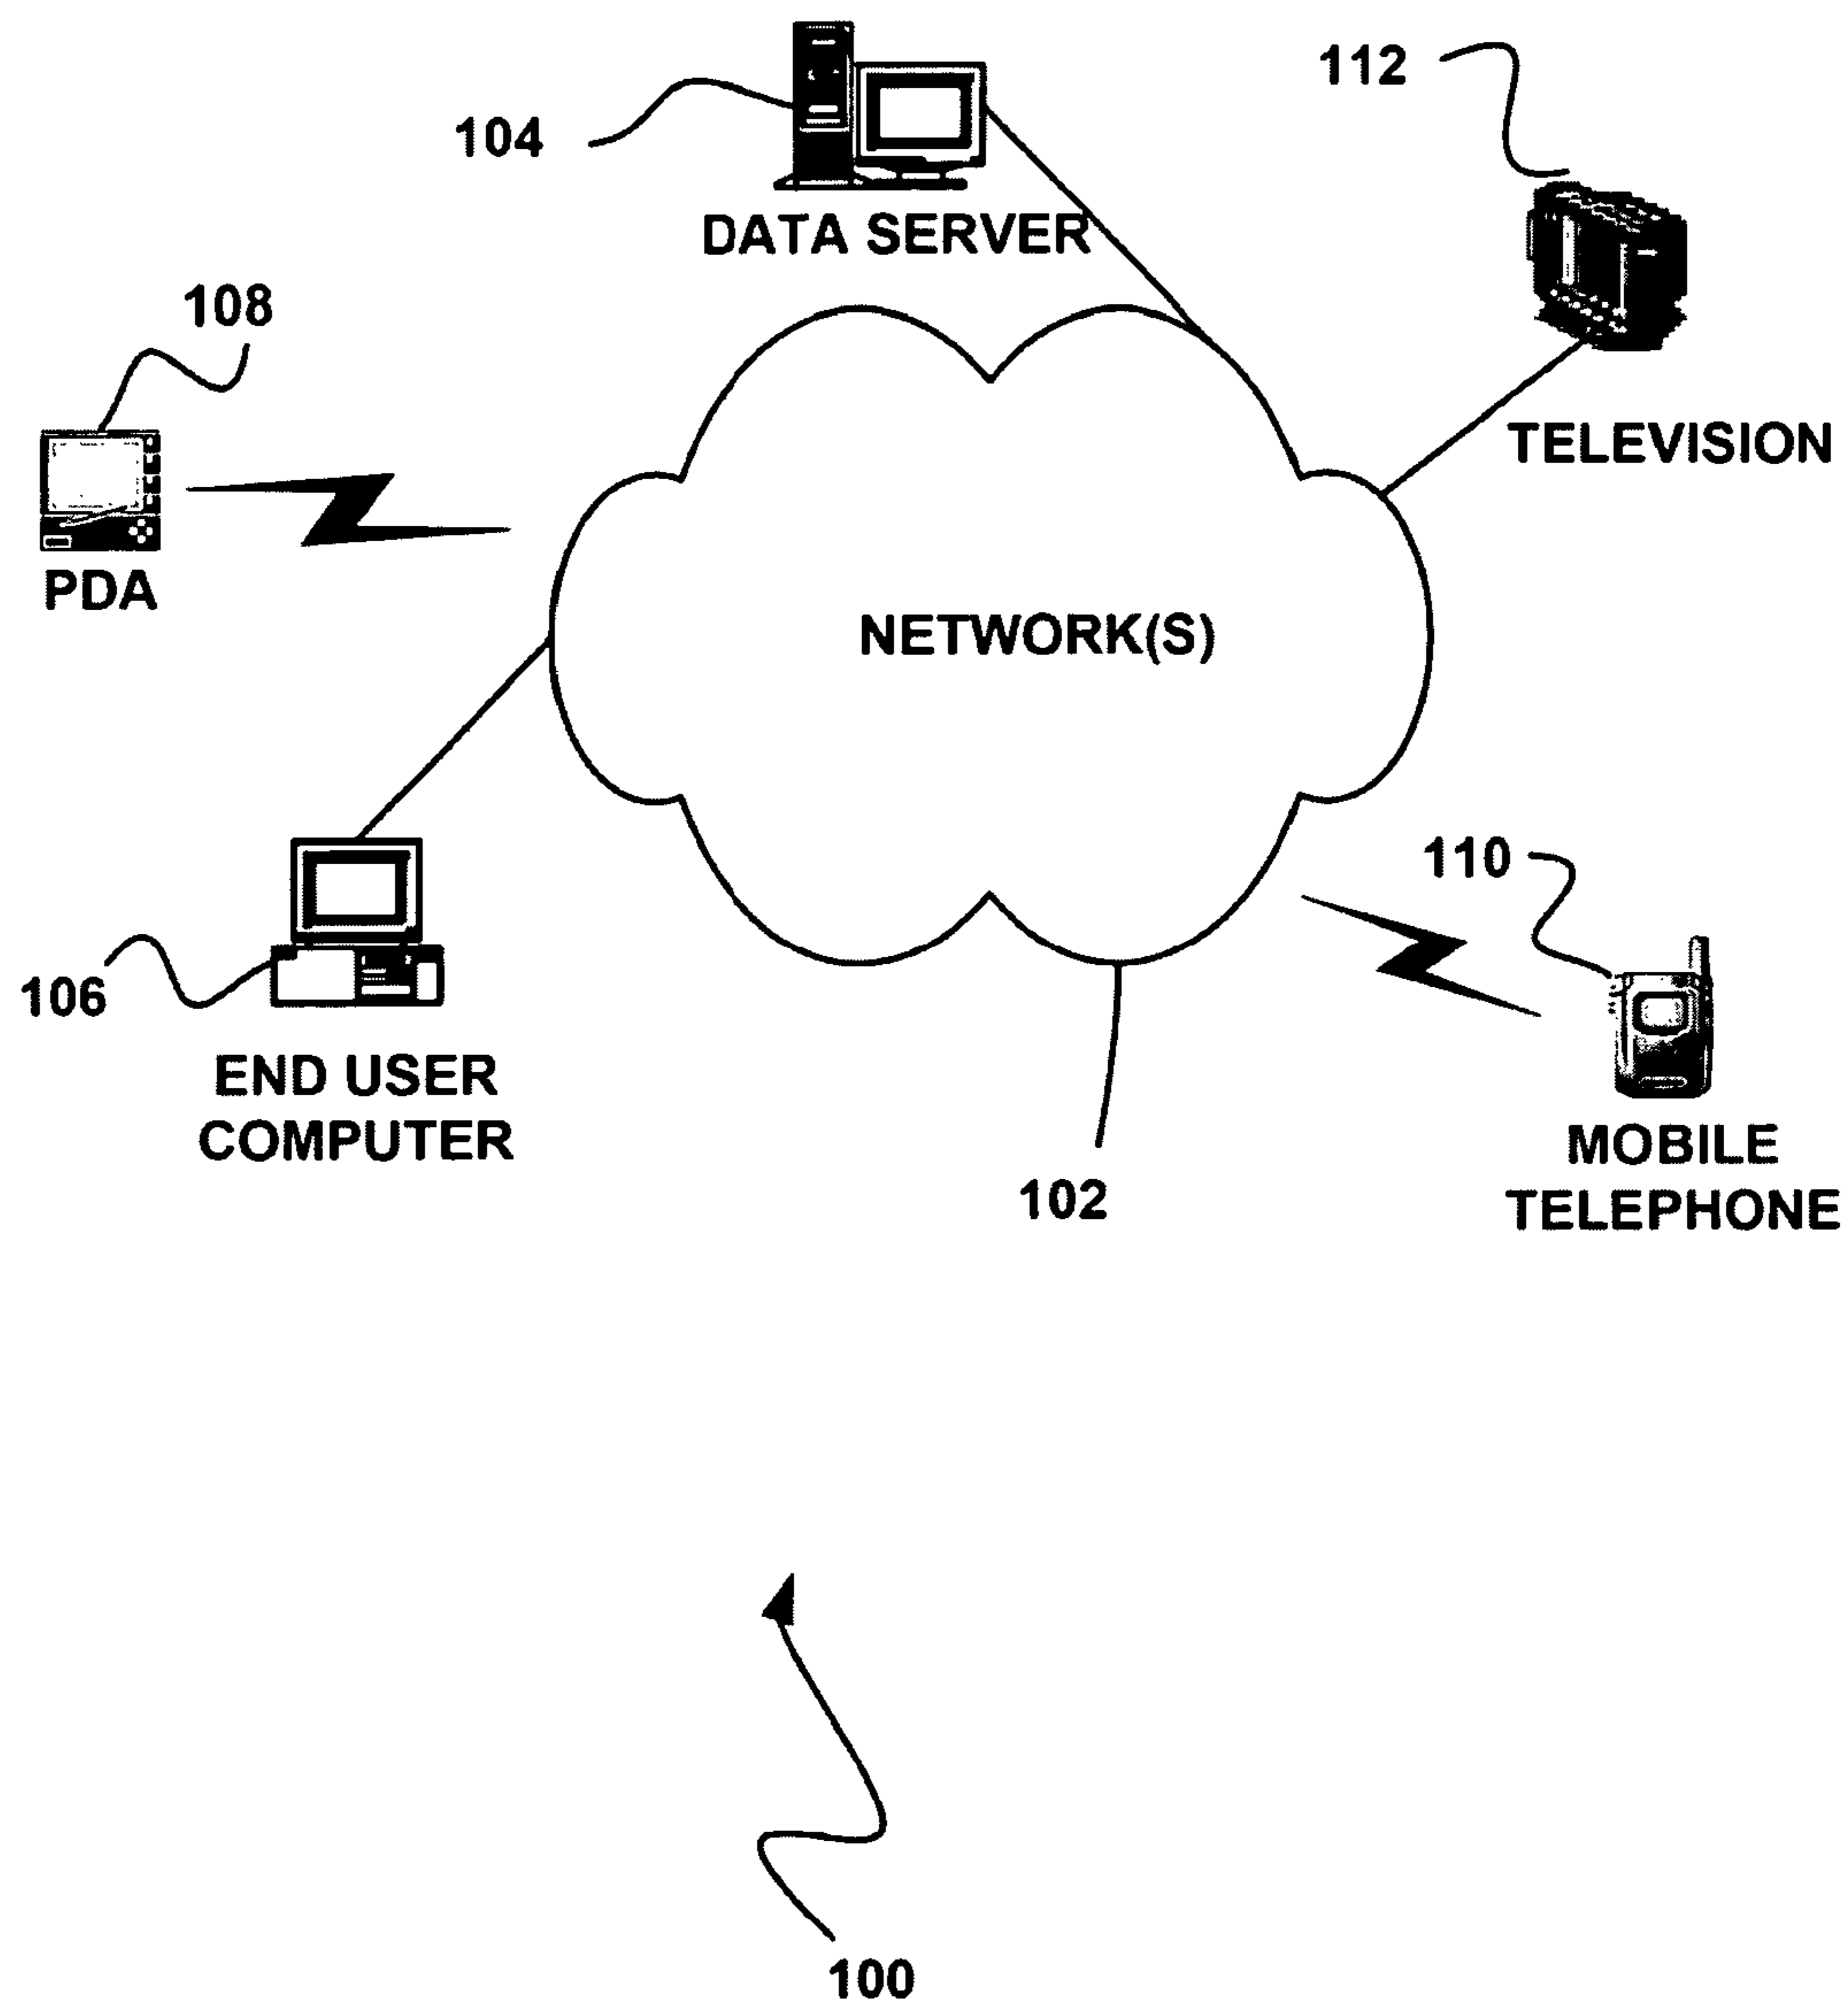 112
104
DATA SERVER
108
TELEVISION
PDA
NETWORK(S)
110
106
END USER
COMPUTER
MOBILE
TELEPHONE
102
100